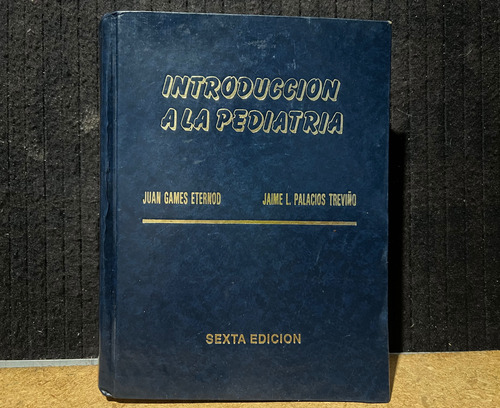 INTRODUCCION
A LA PEDIATRIA
JUAN GAMES ETERNOD JAIME L. PALACIOS TREVIÑO
SEXTA EDICION